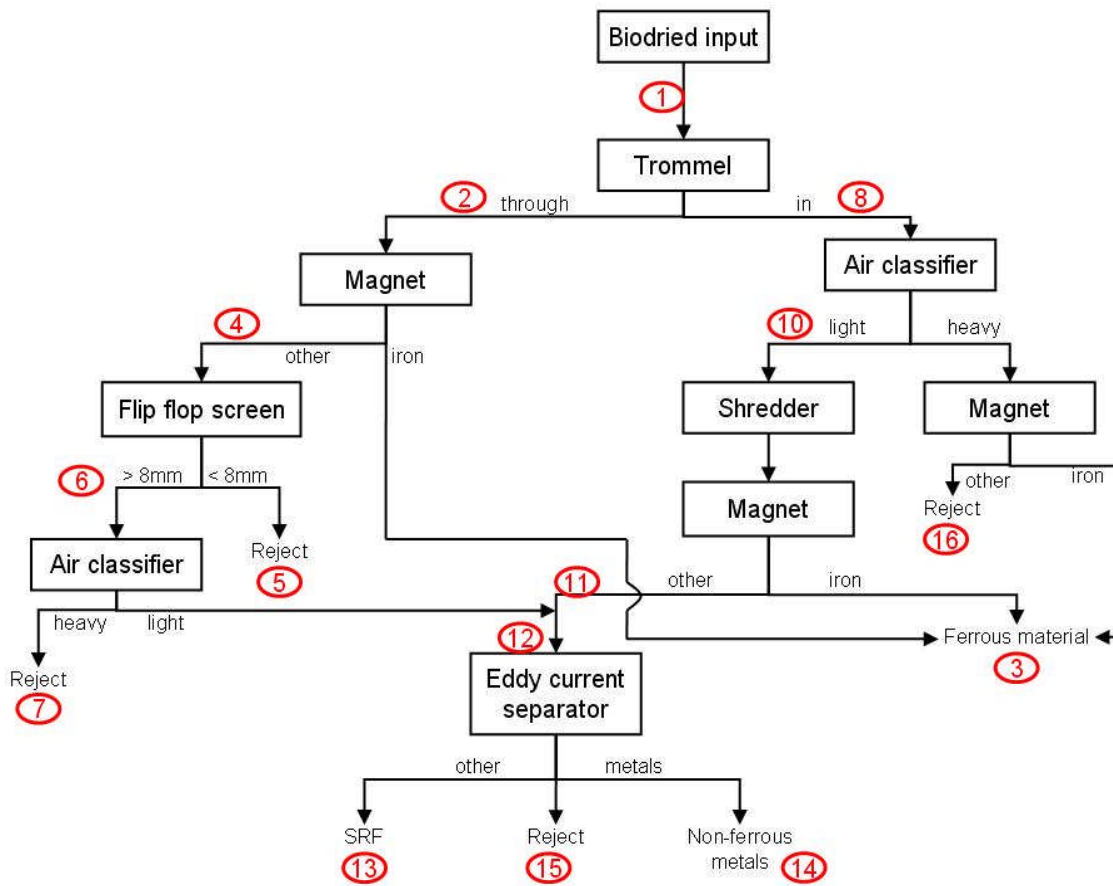 Biodried input
1
Trommel
2
through
in
8
Magnet
Air classifier
4
10
light
heavy
other
iron
Flip flop screen
Shredder
Magnet
6
> 8mm
< 8mm
other
iron
Magnet
Reject
16
Air classifier
Reject
5
11
other
iron
heavy
light
12
Ferrous material
3
Reject
7
Eddy current
separator
other
metals
SRF
13
Reject
15
Non-ferrous
metals
14